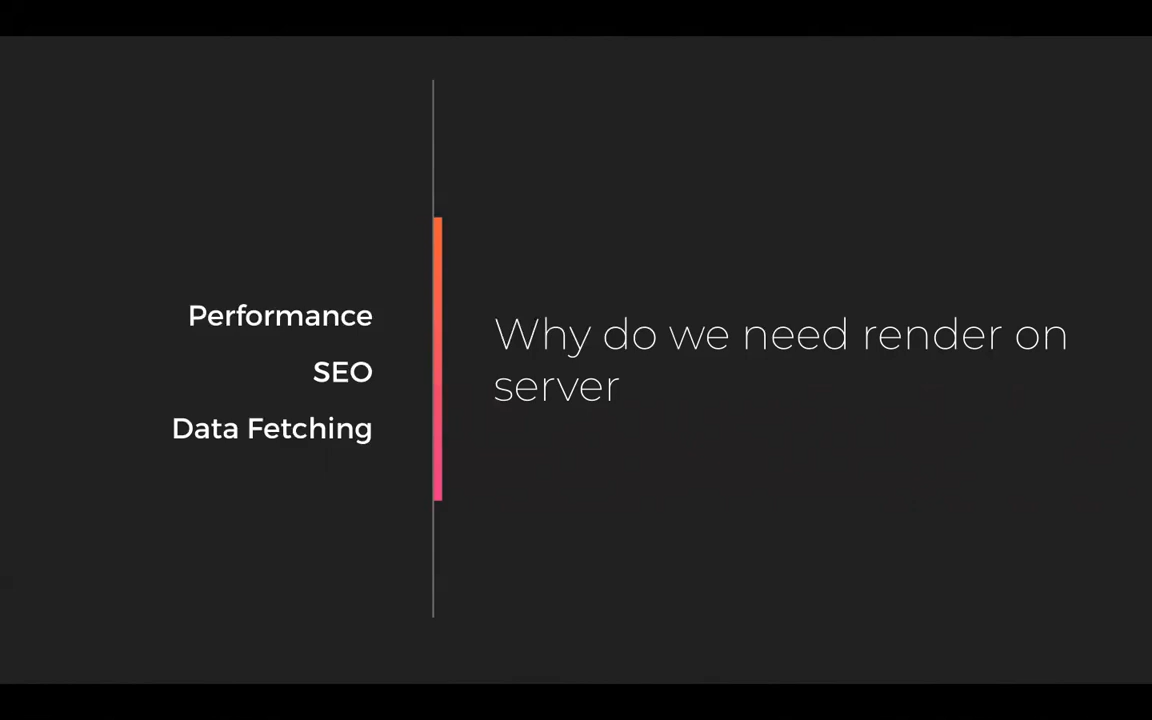 Performance
SEO
Data Fetching
Why do we need render on
server